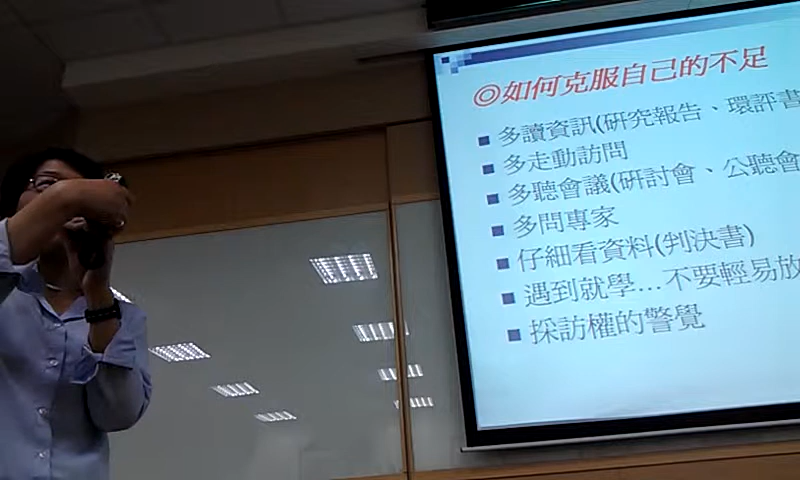 ◎如何克服自己的不足
■ 多讀資訊(研究報告、環評書
■ 多走動訪問
■ 多聽會議(研討會、公聽會
■ 多問專家
■ 仔細看資料(判決書)
■ 遇到就學...不要輕易放
■ 採訪權的警覺